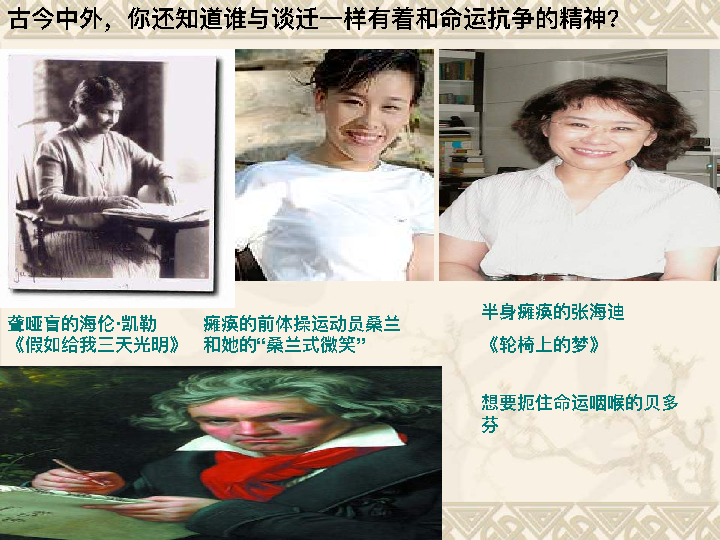 古今中外，你还知道谁与谈迁一样有着和命运抗争的精神?
聋哑盲的海伦·凯勒
《假如给我三天光明》
瘫痪的前体操运动员桑兰
和她的“桑兰式微笑”
半身瘫痪的张海迪
《轮椅上的梦》
想要扼住命运咽喉的贝多
芬